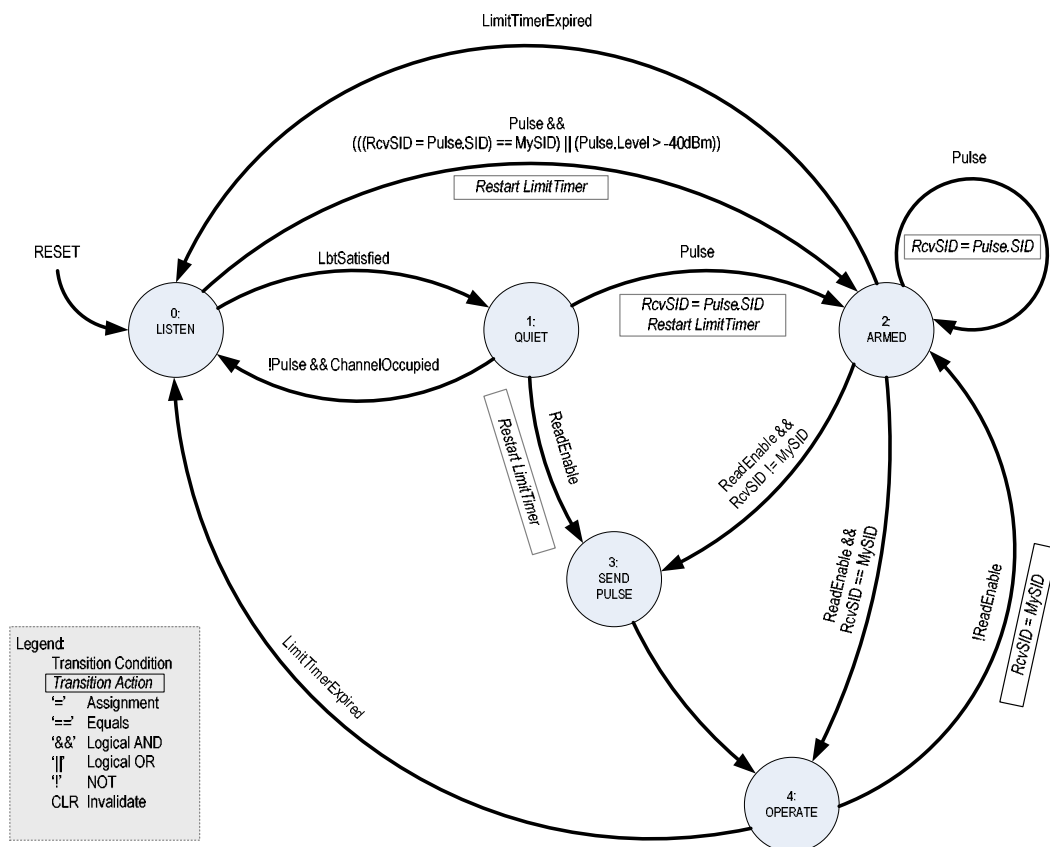 LimitTimerExpired
Pulse &&
(((RcvSID = Pulse.SID) == MySID) || (Pulse.Level > -40dBm))
Restart LimitTimer
Pulse
RcvSID = Pulse.SID
RESET
LbtSatisfied
Pulse
RcvSID = Pulse.SID
Restart LimitTimer
0:
LISTEN
1:
QUIET
2:
ARMED
!Pulse && ChannelOccupied
Restart LimitTimer
ReadEnable
ReadEnable &&
RcvSID != MySID
ReadEnable &&
RcvSID == MySID
!ReadEnable
RcvSID = MySID
3:
SEND
PULSE
LimitTimerExpired
4:
OPERATE
Legend:
Transition Condition
Transition Action
'=' Assignment
'==' Equals
'&&' Logical AND
'||' Logical OR
'!' NOT
CLR Invalidate